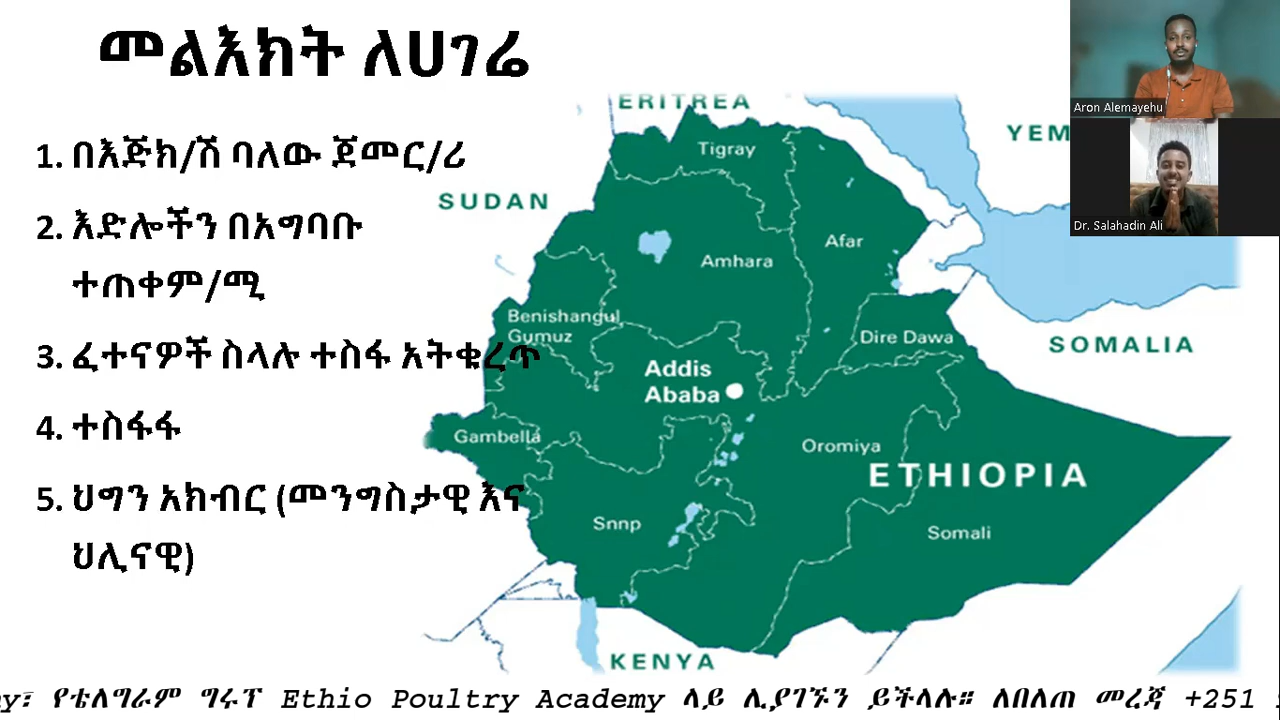 መልእክት ለሀገሬ
1. በእጅክ/ሽ ባለው ጀመር/ሪ
2. እድሎችን በአግባቡ
ተጠቀም/ሚ
3. ፈተናዎች ስላሉ ተስፋ አትቁረጥ
4. ተስፋፋ
5. ህግን አክብር (መንግስታዊ እና
ህሊናዊ)
ERITREA
YEM
Tigray
SUDAN
Afar
Amhara
Benishangul
Gumuz
Dire Dawa
SOMALIA
Addis
Ababa
Gambella
Oromiya
ETHIOPIA
Snnp
Somali
KENYA
Aron Alemayehu
Dr. Salahadin Ali
የቴለግራም ግሩፕ Ethio Poultry Academy ላይ ሊያገኙን ይችላሉ። ለበለጠ መረጃ +251